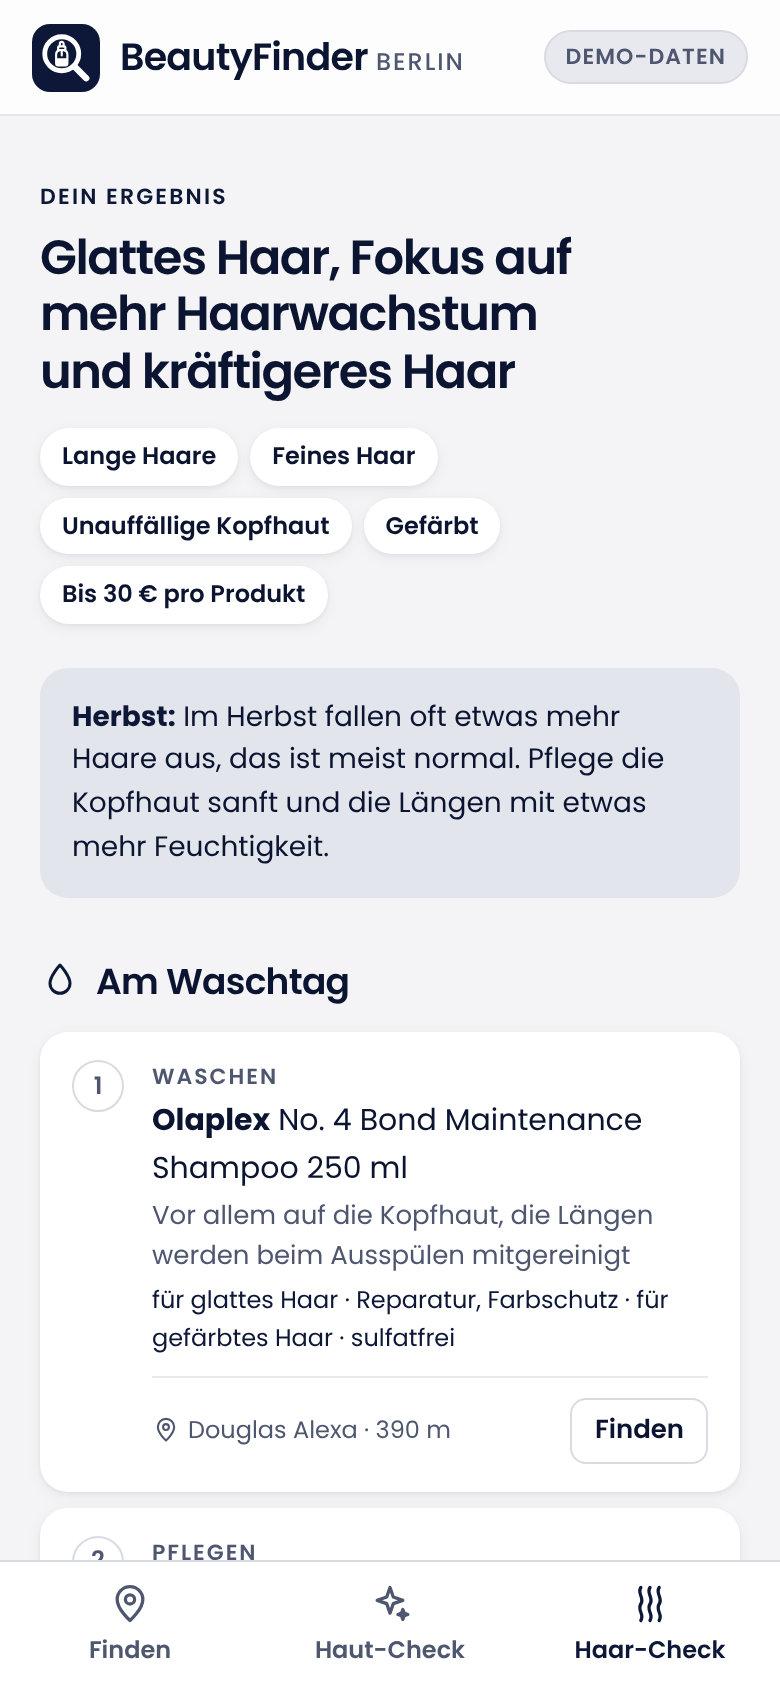 BeautyFinder BERLIN
DEMO-DATEN
DEIN ERGEBNIS
Glattes Haar, Fokus auf
mehr Haarwachstum
und kräftigeres Haar
Lange Haare
Feines Haar
Unauffällige Kopfhaut
Gefärbt
Bis 30 € pro Produkt
Herbst: Im Herbst fallen oft etwas mehr
Haare aus, das ist meist normal. Pflege die
Kopfhaut sanft und die Längen mit etwas
mehr Feuchtigkeit.
Am Waschtag
1
WASCHEN
Olaplex No. 4 Bond Maintenance
Shampoo 250 ml
Vor allem auf die Kopfhaut, die Längen
werden beim Ausspülen mitgereinigt
für glattes Haar · Reparatur, Farbschutz · für
gefärbtes Haar · sulfatfrei
Douglas Alexa · 390 m
Finden
2
PFLEGEN
Finden
Haut-Check
Haar-Check